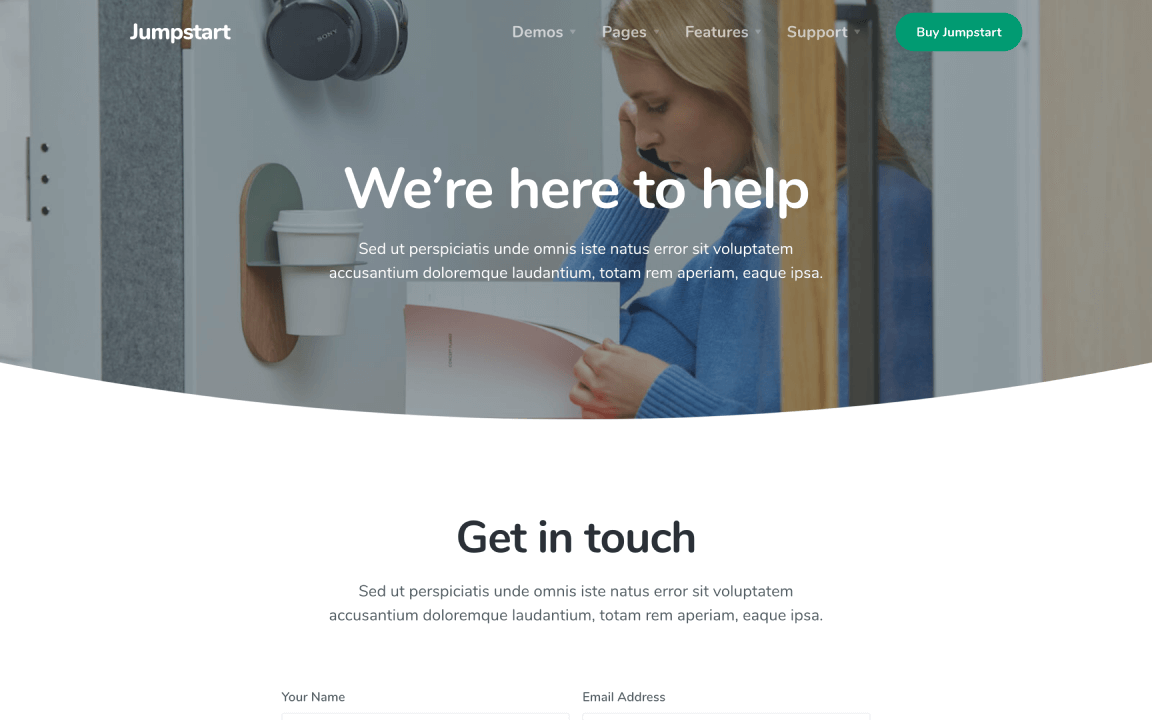 Jumpstart
Demos Pages Features Support Buy Jumpstart
SONY
We’re here to help
Sed ut perspiciatis unde omnis iste natus error sit voluptatem
accusantium doloremque laudantium, totam rem aperiam, eaque ipsa.
Get in touch
Sed ut perspiciatis unde omnis iste natus error sit voluptatem
accusantium doloremque laudantium, totam rem aperiam, eaque ipsa.
Your Name Email Address